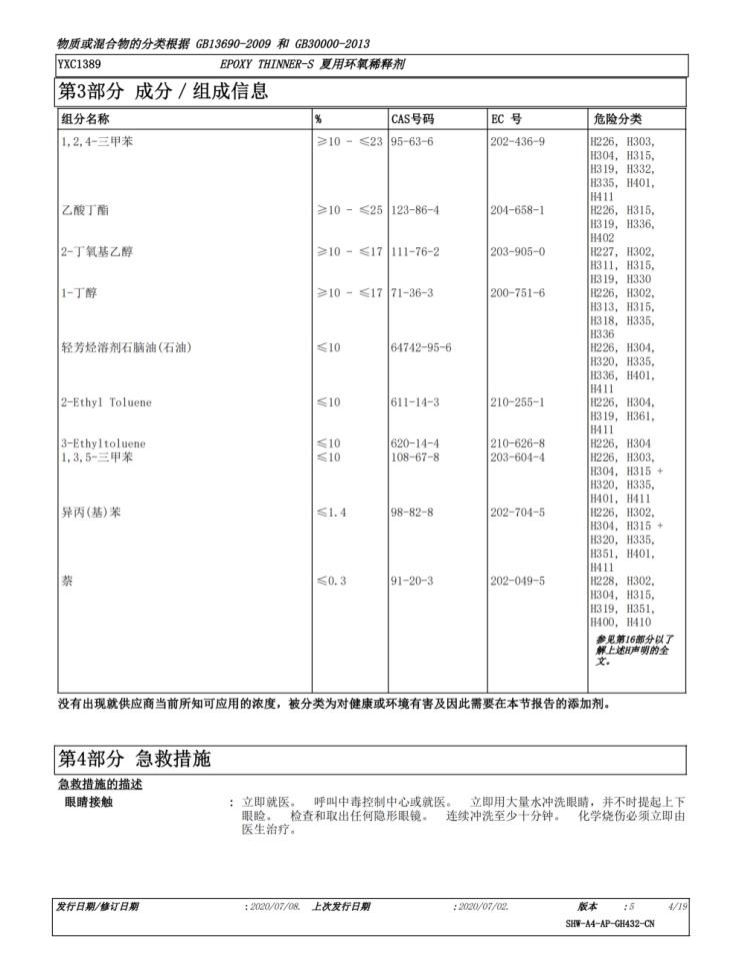 物质或混合物的分类根据 GB13690-2009 和 GB30000-2013
YXC1389 EPOXY THINNER-S 夏用环氧稀释剂
第3部分 成分 / 组成信息
组分名称 % CAS号码 EC 号 危险分类
1,2,4-三甲苯 ≥10 - ≤23 95-63-6 202-436-9 H226, H303,
H304, H315,
H319, H332,
H335, H401,
H411
乙酸丁酯 ≥10 - ≤25 123-86-4 204-658-1 H226, H315,
H319, H336,
H402
2-丁氧基乙醇 ≥10 - ≤17 111-76-2 203-905-0 H227, H302,
H311, H315,
H319, H330
1-丁醇 ≥10 - ≤17 71-36-3 200-751-6 H226, H302,
H313, H315,
H318, H335,
H336
轻芳烃溶剂石脑油(石油) ≤10 64742-95-6 H226, H304,
H320, H335,
H336, H401,
H411
2-Ethyl Toluene ≤10 611-14-3 210-255-1 H226, H304,
H319, H361,
H411
3-Ethyltoluene ≤10 620-14-4 210-626-8 H226, H304
1,3,5-三甲苯 ≤10 108-67-8 203-604-4 H226, H303,
H304, H315 +
H320, H335,
H401, H411
异丙(基)苯 ≤1.4 98-82-8 202-704-5 H226, H302,
H304, H315 +
H320, H335,
H351, H401,
H411
萘 ≤0.3 91-20-3 202-049-5 H228, H302,
H304, H315,
H319, H351,
H400, H410
参见第16部分以了
解上述H声明的全
文。
没有出现就供应商当前所知可应用的浓度，被分类为对健康或环境有害及因此需要在本节报告的添加剂。
第4部分 急救措施
急救措施的描述
眼睛接触 : 立即就医。 呼叫中毒控制中心或就医。 立即用大量水冲洗眼睛，并不时提起上下
眼睑。 检查和取出任何隐形眼镜。 连续冲洗至少十分钟。 化学烧伤必须立即由
医生治疗。
发行日期/修订日期 : 2020/07/08. 上次发行日期 : 2020/07/02. 版本 : 5 4/19
SHW-A4-AP-GH432-CN